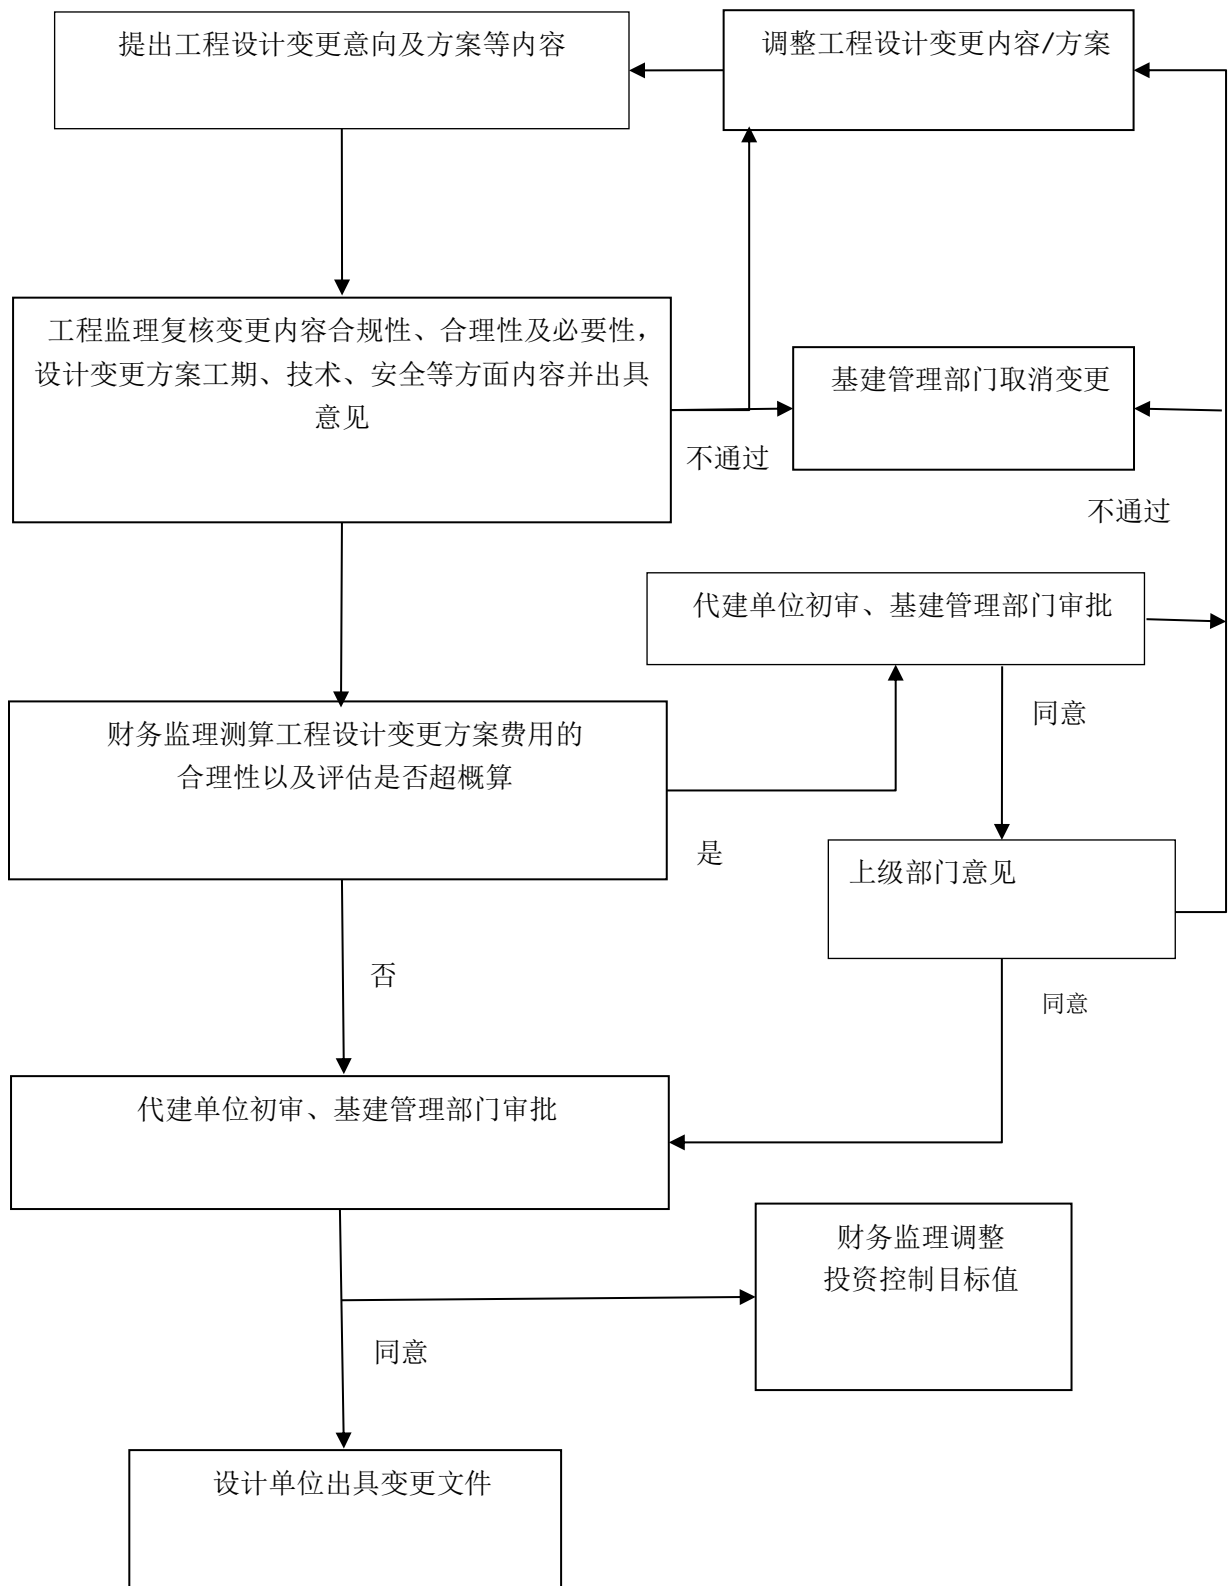 提出工程设计变更意向及方案等内容
调整工程设计变更内容/方案
工程监理复核变更内容合规性、合理性及必要性，
设计变更方案工期、技术、安全等方面内容并出具
意见
基建管理部门取消变更
不通过
不通过
代建单位初审、基建管理部门审批
同意
财务监理测算工程设计变更方案费用的
合理性以及评估是否超概算
是
上级部门意见
否
同意
代建单位初审、基建管理部门审批
财务监理调整
投资控制目标值
同意
设计单位出具变更文件